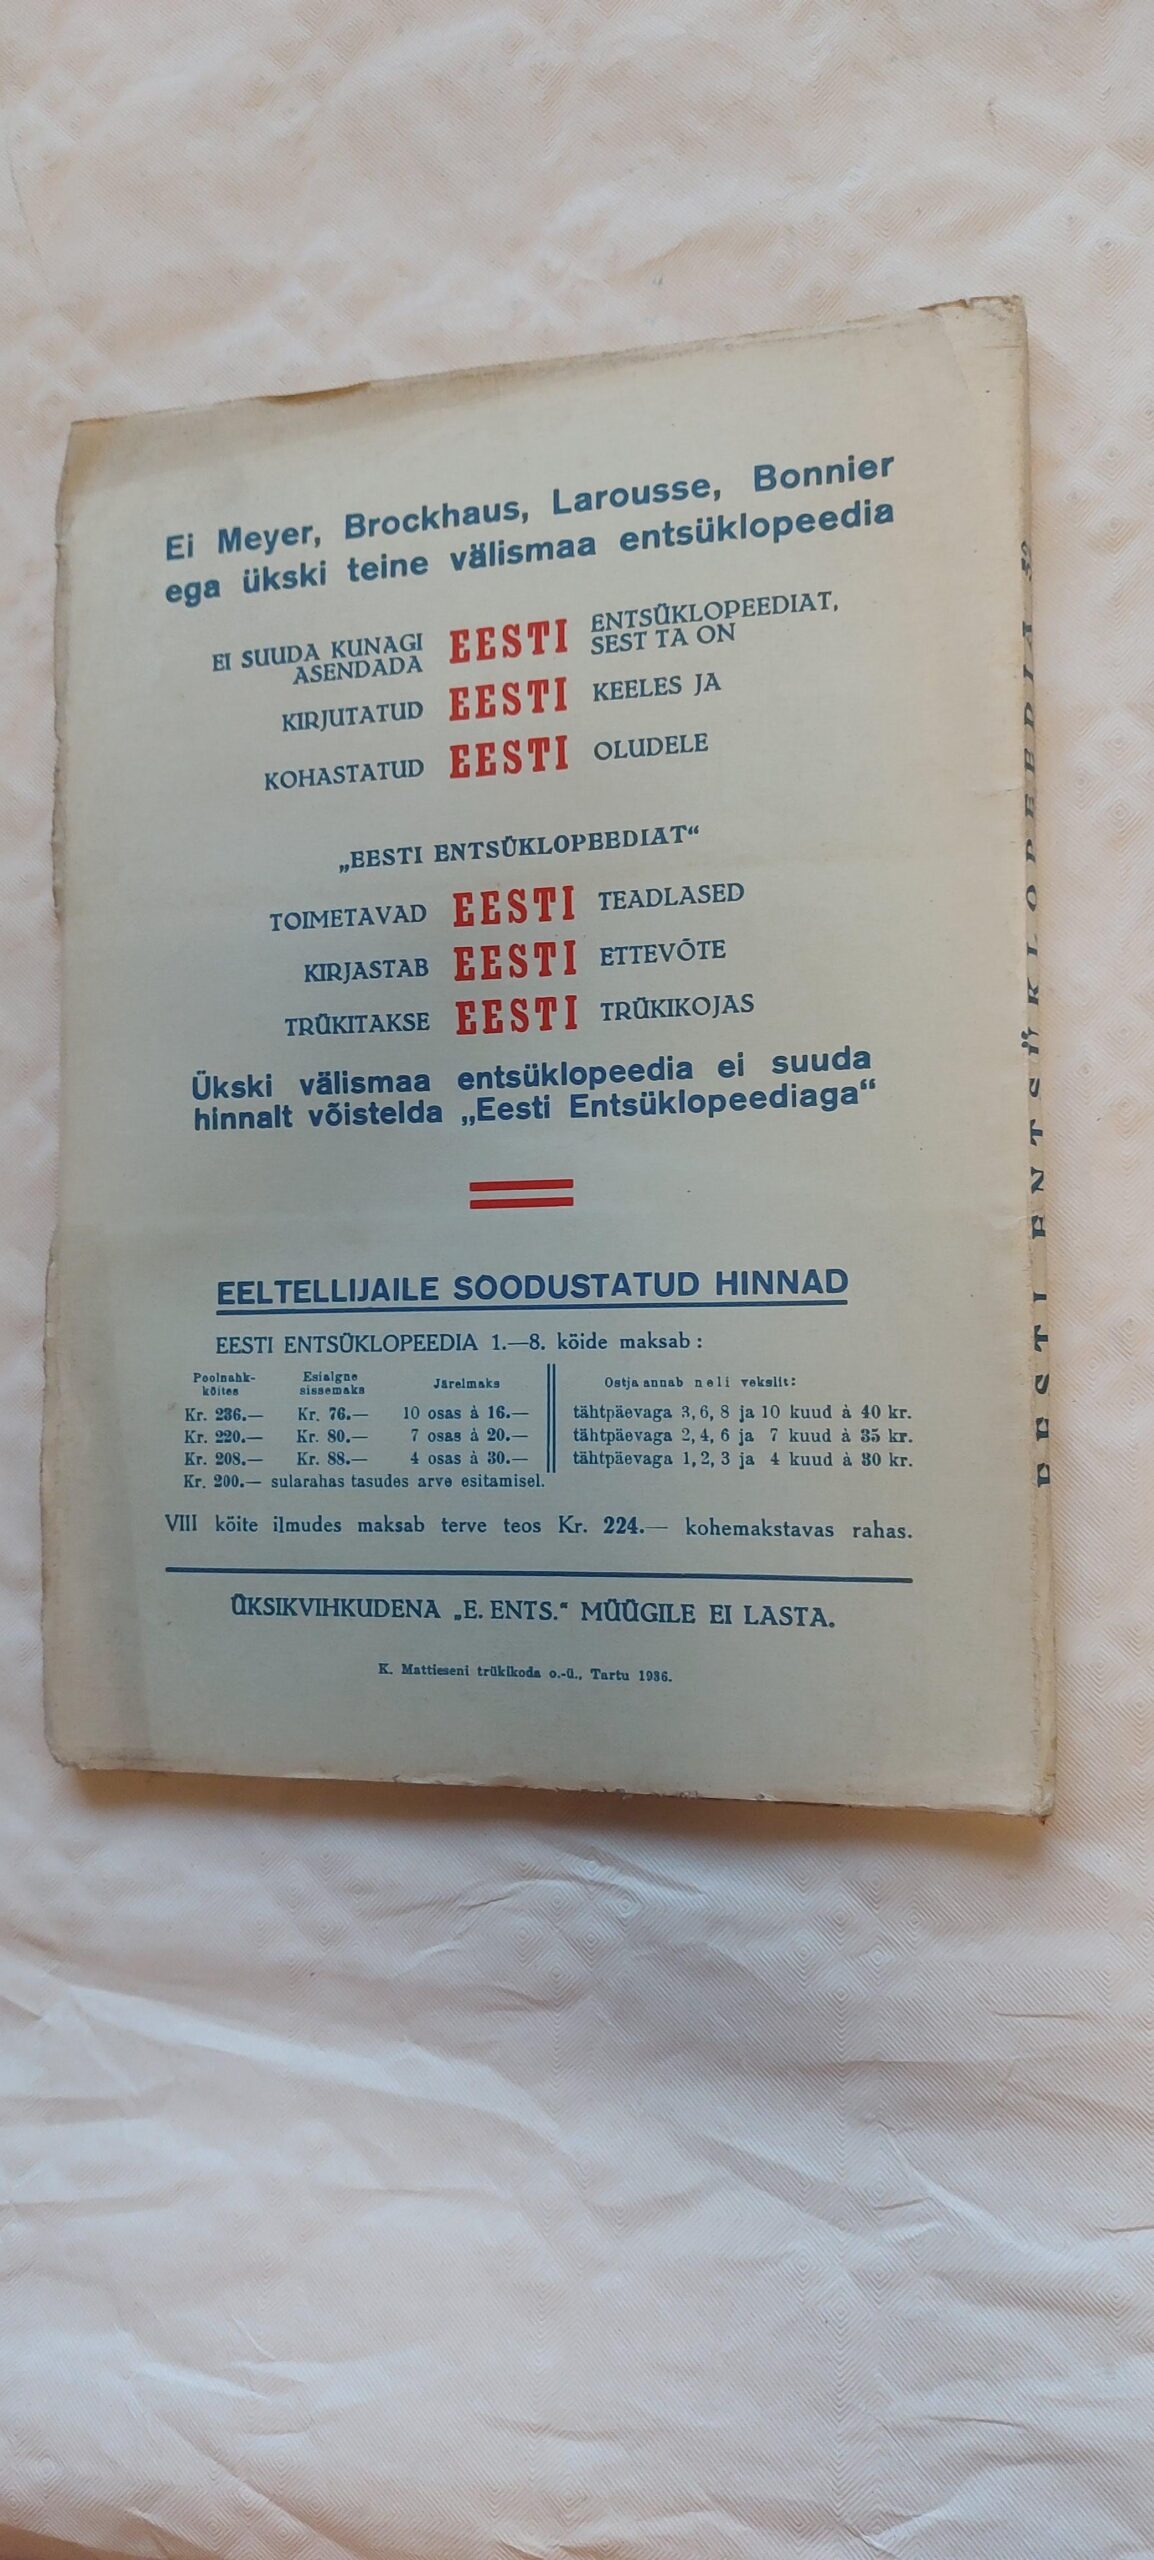 Ei Meyer, Brockhaus, Larousse, Bonnier
ega ükski teine välismaa entsüklopeedia
EI SUUDA KUNAGI ASENDADA EESTI ENTSÜKLOPEEDIAT, SEST TA ON
KIRJUTATUD EESTI KEELES JA
KOHASTATUD EESTI OLUDELE
„EESTI ENTSÜKLOPEEDIAT“
TOIMETAVAD EESTI TEADLASED
KIRJASTAB EESTI ETTEVÕTE
TRÜKITAKSE EESTI TRÜKIKOJAS
Ükski välismaa entsüklopeedia ei suuda
hinnalt võistelda „Eesti Entsüklopeediaga“
EELTELLIJAILE SOODUSTATUD HINNAD
EESTI ENTSÜKLOPEEDIA 1.—8. köide maksab:
Poolnahk-köites Esialgne sissemaks Järelmaks Ostja annab neli vekslit:
Kr. 236.— Kr. 76.— 10 osas à 16.— tähtpäevaga 3, 6, 8 ja 10 kuud à 40 kr.
Kr. 220.— Kr. 80.— 7 osas à 20.— tähtpäevaga 2, 4, 6 ja 7 kuud à 35 kr.
Kr. 208.— Kr. 88.— 4 osas à 30.— tähtpäevaga 1, 2, 3 ja 4 kuud à 30 kr.
Kr. 200.— sularahas tasudes arve esitamisel.
VIII köite ilmudes maksab terve teos Kr. 224.— kohemakstavas rahas.
ÜKSIKVIHKUDENA „E. ENTS.“ MÜÜGILE EI LASTA.
K. Mattieseni trükikoda o.-ü., Tartu 1936.
EESTI ENTSÜKLOPEEDIA 52